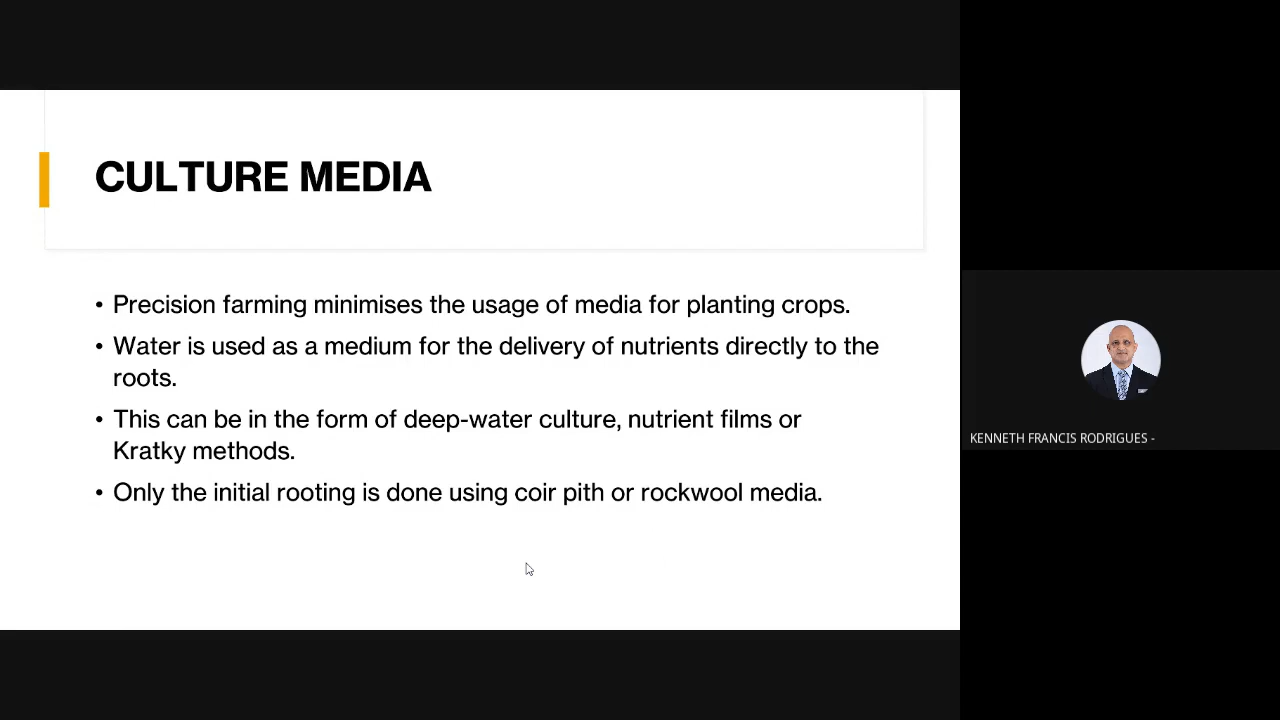 CULTURE MEDIA
• Precision farming minimises the usage of media for planting crops.
• Water is used as a medium for the delivery of nutrients directly to the
roots.
• This can be in the form of deep-water culture, nutrient films or
Kratky methods.
• Only the initial rooting is done using coir pith or rockwool media.
KENNETH FRANCIS RODRIGUES -